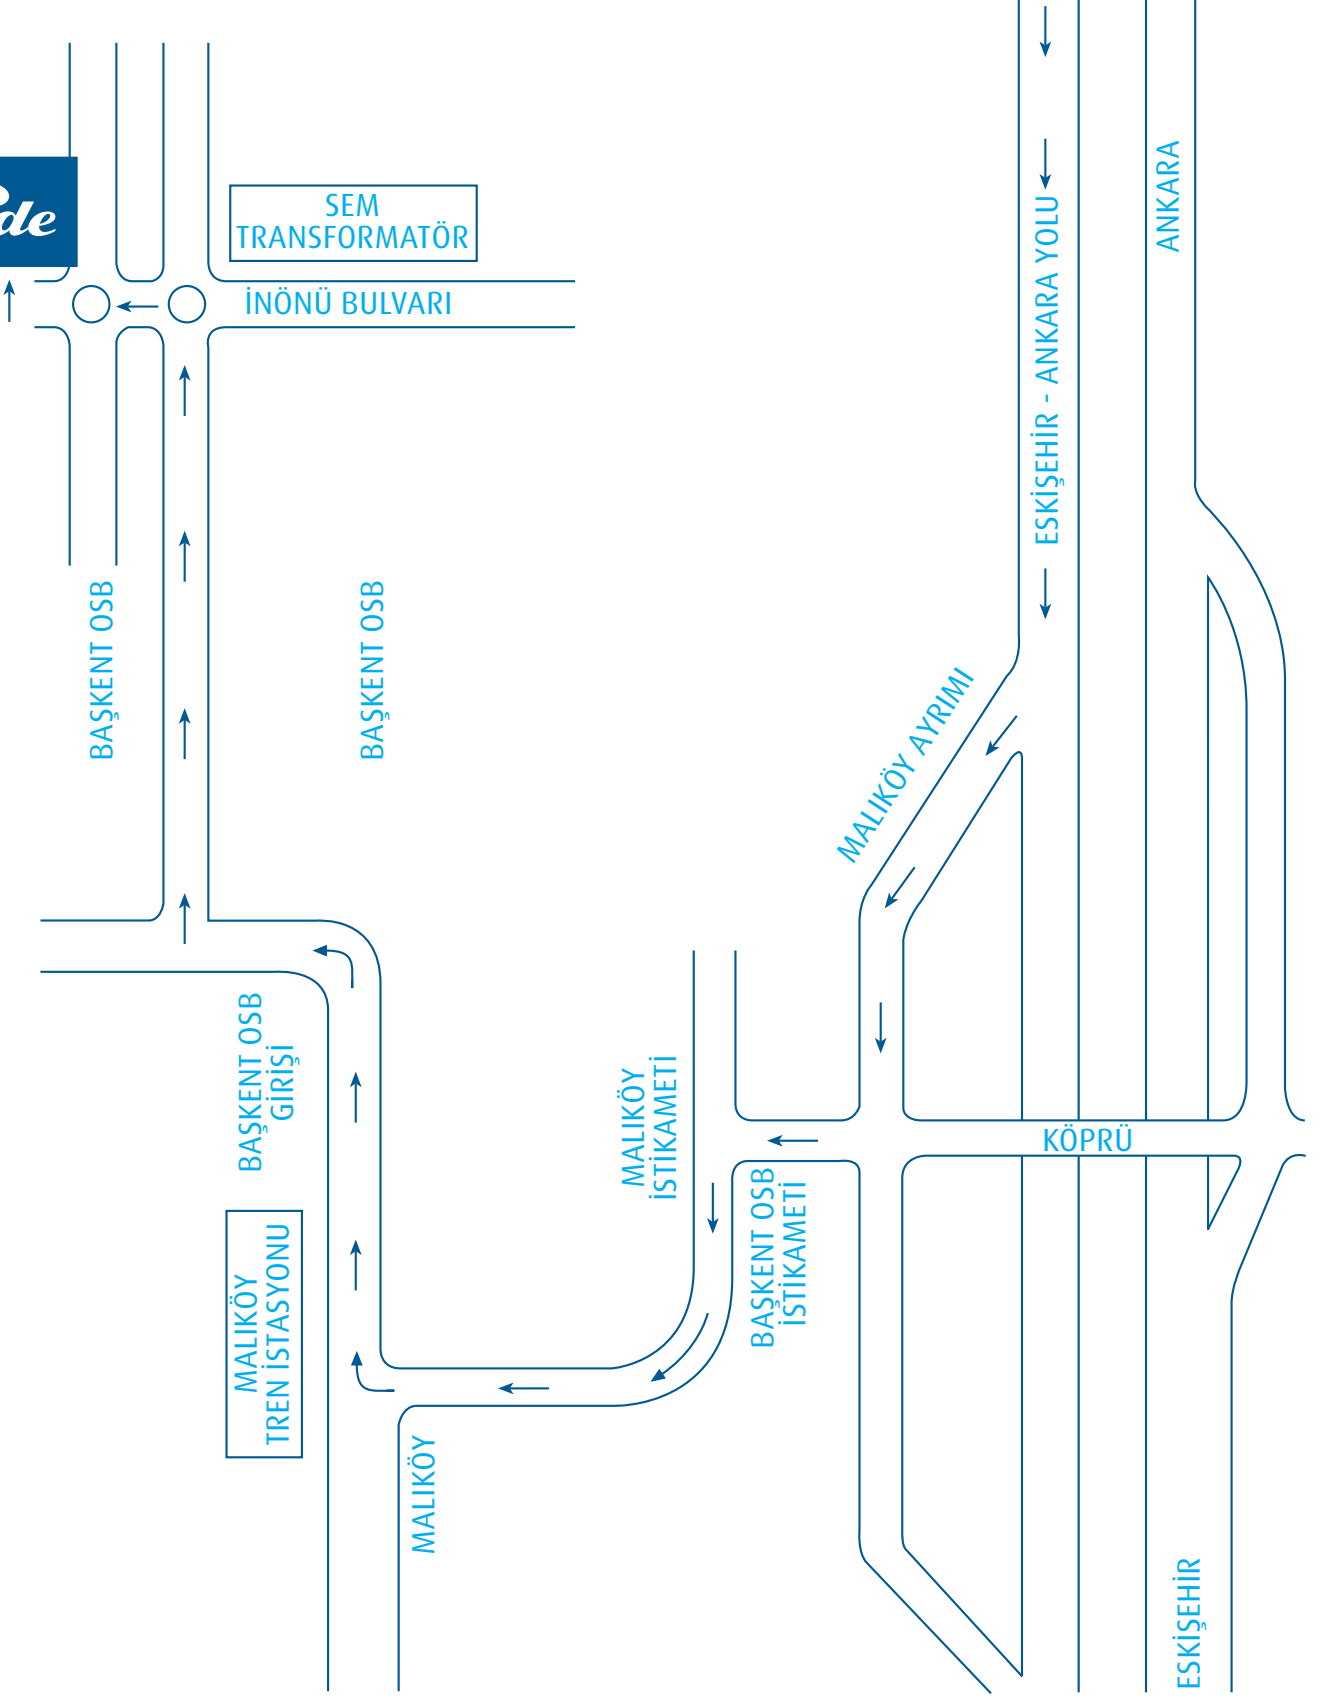 SEM
TRANSFORMATÖR
İNÖNÜ BULVARI
ANKARA
ESKİŞEHİR - ANKARA YOLU
BAŞKENT OSB
BAŞKENT OSB
MALIKÖY AYRIMI
BAŞKENT OSB
GİRİŞİ
MALIKÖY
İSTİKAMETİ
KÖPRÜ
BAŞKENT OSB
İSTİKAMETİ
MALIKÖY
TREN İSTASYONU
MALIKÖY
ESKİŞEHİR